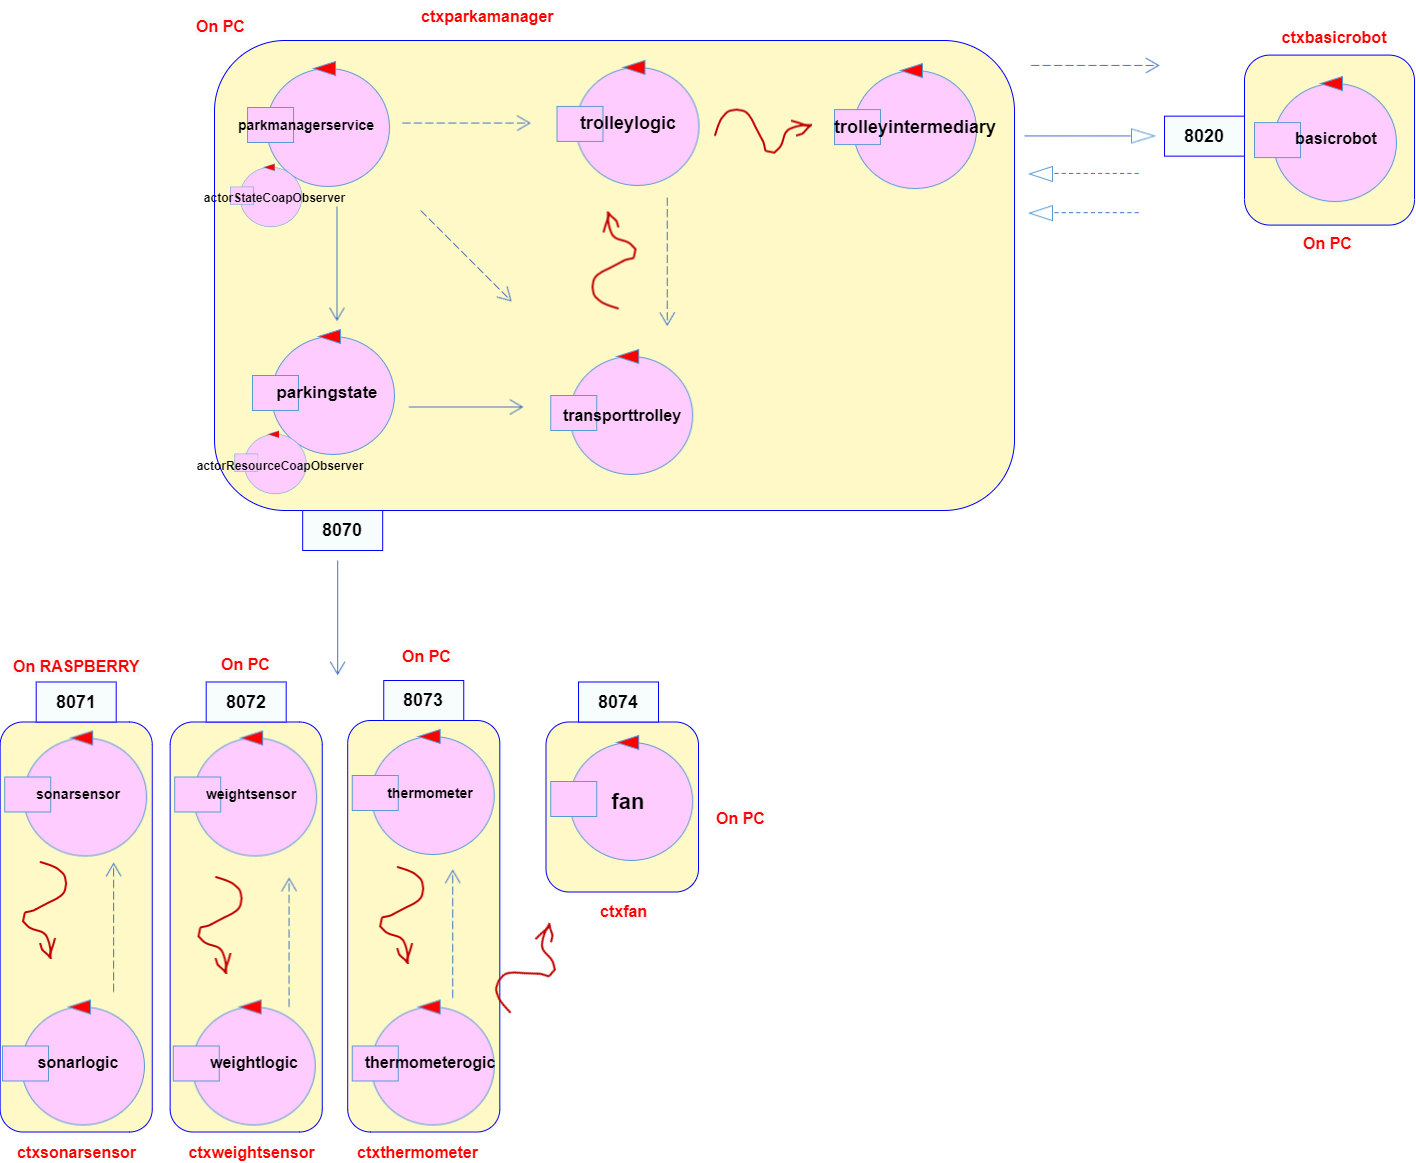 ctxparkamanager
On PC
ctxbasicrobot
parkmanagerservice
trolleylogic
trolleyintermediary
8020
basicrobot
actorStateCoapObserver
On PC
parkingstate
transporttrolley
actorResourceCoapObserver
8070
On RASPBERRY
On PC
On PC
8071
8072
8073
8074
sonarsensor
weightsensor
thermometer
fan
On PC
ctxfan
sonarlogic
weightlogic
thermometerogic
ctxsonarsensor
ctxweightsensor
ctxthermometer